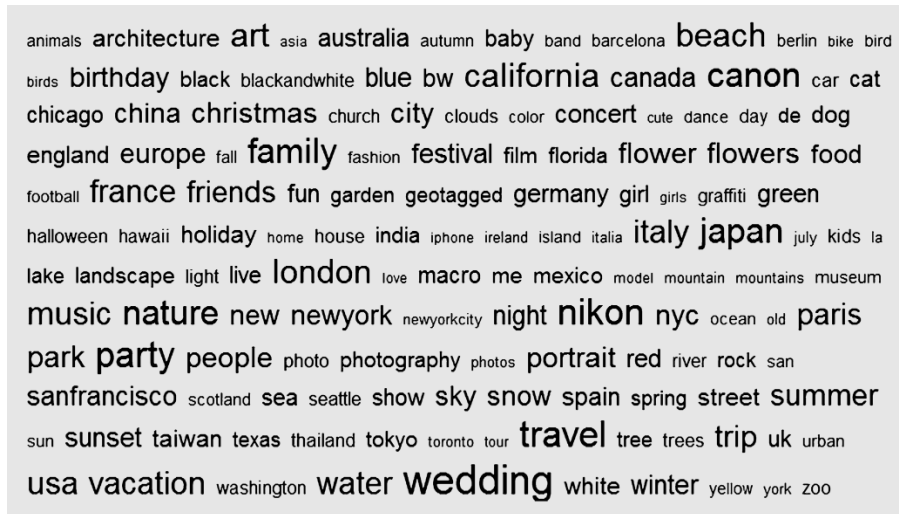 animals architecture art asia australia autumn baby band barcelona beach berlin bike bird
birds birthday black blackandwhite blue bw california canada canon car cat
chicago china christmas church city clouds color concert cute dance day de dog
england europe fall family fashion festival film florida flower flowers food
football france friends fun garden geotagged germany girl girls graffiti green
halloween hawaii holiday home house india iphone ireland island italia italy japan july kids la
lake landscape light live london love macro me mexico model mountain mountains museum
music nature new newyork newyorkcity night nikon nyc ocean old paris
park party people photo photography photos portrait red river rock san
sanfrancisco scotland sea seattle show sky snow spain spring street summer
sun sunset taiwan texas thailand tokyo toronto tour travel tree trees trip uk urban
usa vacation washington water wedding white winter yellow york zoo